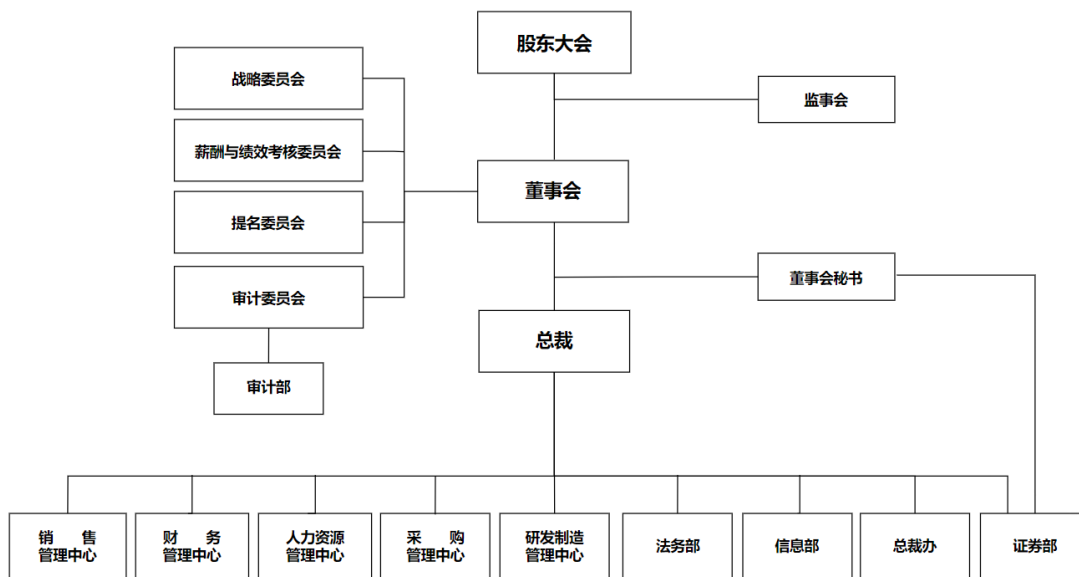 股东大会
战略委员会
监事会
薪酬与绩效考核委员会
董事会
提名委员会
董事会秘书
审计委员会
总裁
审计部
销 售
管理中心
财 务
管理中心
人力资源
管理中心
采 购
管理中心
研发制造
管理中心
法务部
信息部
总裁办
证券部